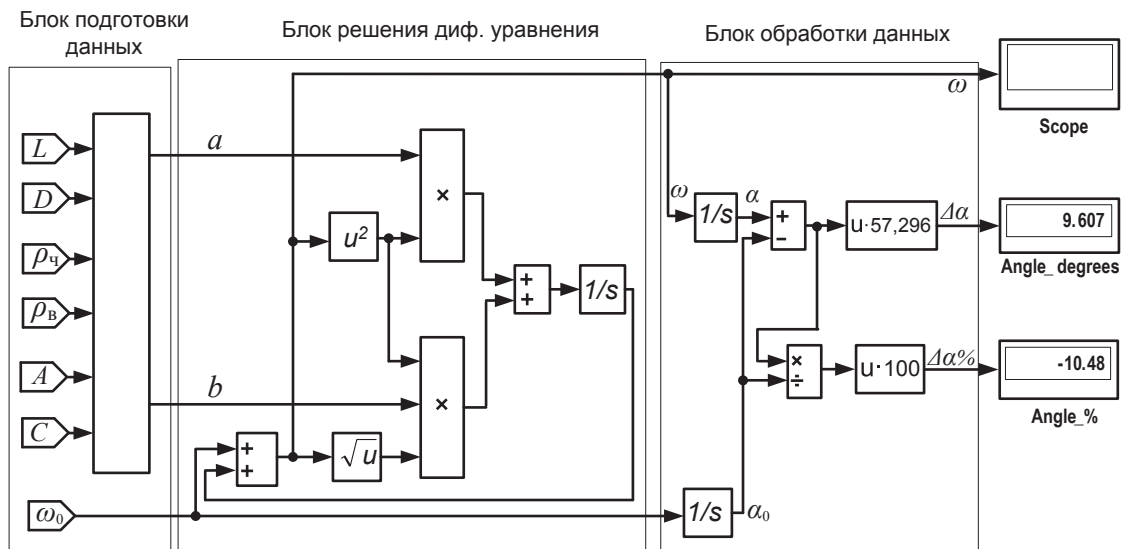 Блок подготовки
данных
Блок решения диф. уравнения
Блок обработки данных
L
D
ρч
ρв
A
C
ω0
a
b
u²
×
×
+
+
√u
+
+
1/s
ω
ω
1/s
α
+
−
u·57,296
Δα
×
÷
u·100
Δα%
1/s
α0
Scope
9.607
Angle_ degrees
-10.48
Angle_%